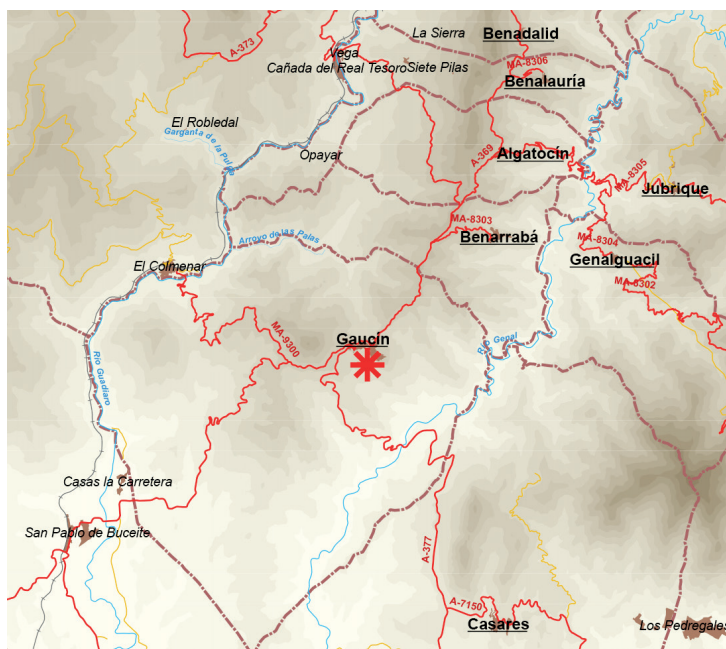 La Sierra
Benadalid
A-373
Vega
Cañada del Real Tesoro
Siete Pilas
MA-8306
Benalauría
El Robledal
Garganta de la Pulga
Opayar
A-369
Algatocín
MA-8305
Jubrique
MA-8303
Benarrabá
Arroyo de las Palas
MA-8304
Genalguacil
MA-8302
El Colmenar
MA-9300
Gaucín
Río Genal
Río Guadiaro
Casas la Carretera
San Pablo de Buceite
A-377
A-7150
Casares
Los Pedregales